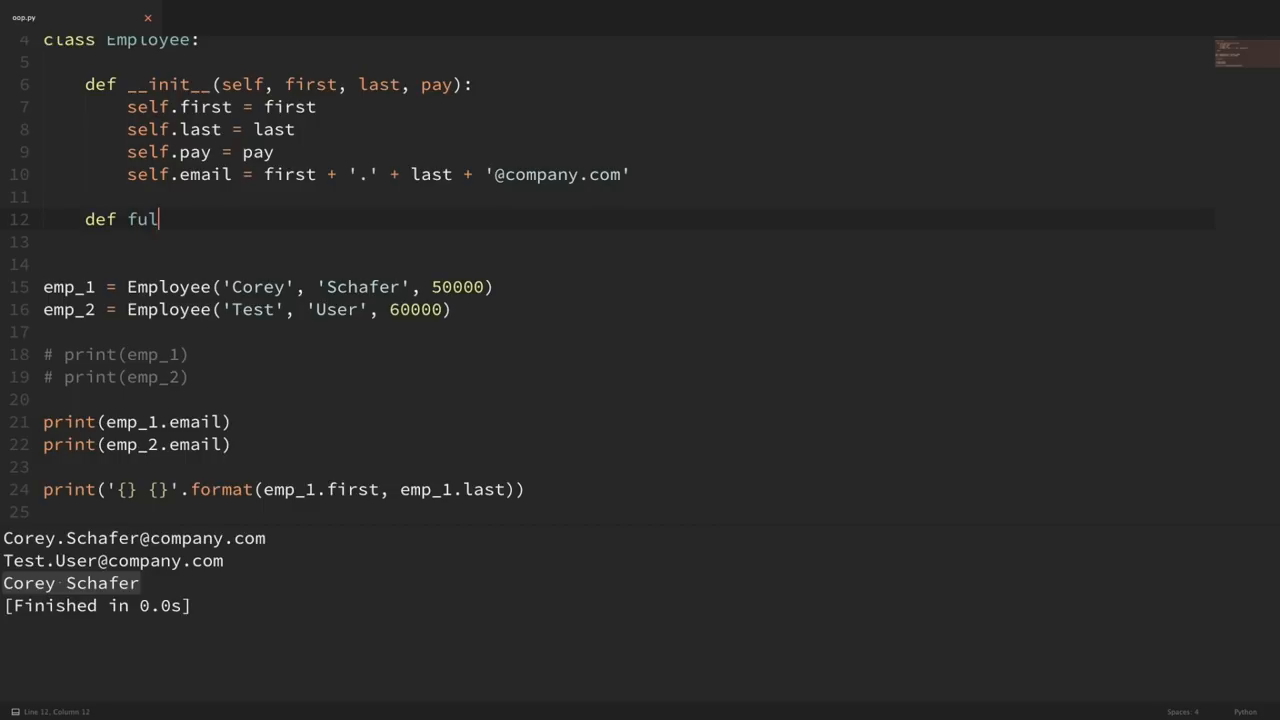 oop.py
4 class Employee:
5
6     def __init__(self, first, last, pay):
7         self.first = first
8         self.last = last
9         self.pay = pay
10         self.email = first + '.' + last + '@company.com'
11
12     def ful
13
14
15 emp_1 = Employee('Corey', 'Schafer', 50000)
16 emp_2 = Employee('Test', 'User', 60000)
17
18 # print(emp_1)
19 # print(emp_2)
20
21 print(emp_1.email)
22 print(emp_2.email)
23
24 print('{} {}'.format(emp_1.first, emp_1.last))
25
Corey.Schafer@company.com
Test.User@company.com
Corey Schafer
[Finished in 0.0s]
Line 12, Column 12 Spaces: 4 Python